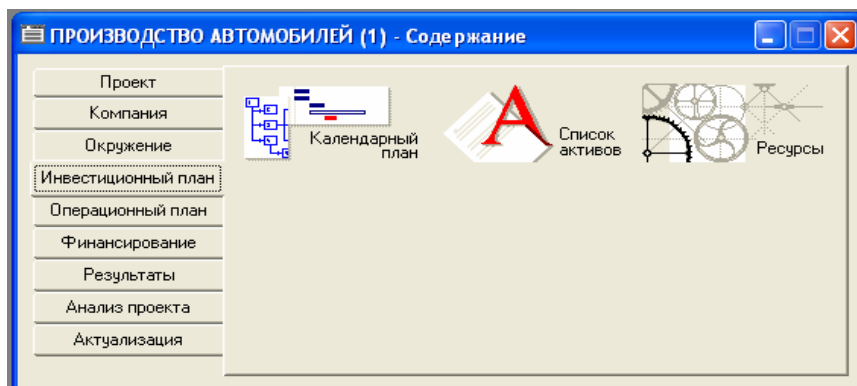 ПРОИЗВОДСТВО АВТОМОБИЛЕЙ (1) - Содержание
Проект
Компания
Окружение
Инвестиционный план
Операционный план
Финансирование
Результаты
Анализ проекта
Актуализация
Календарный
план
Список
активов
Ресурсы